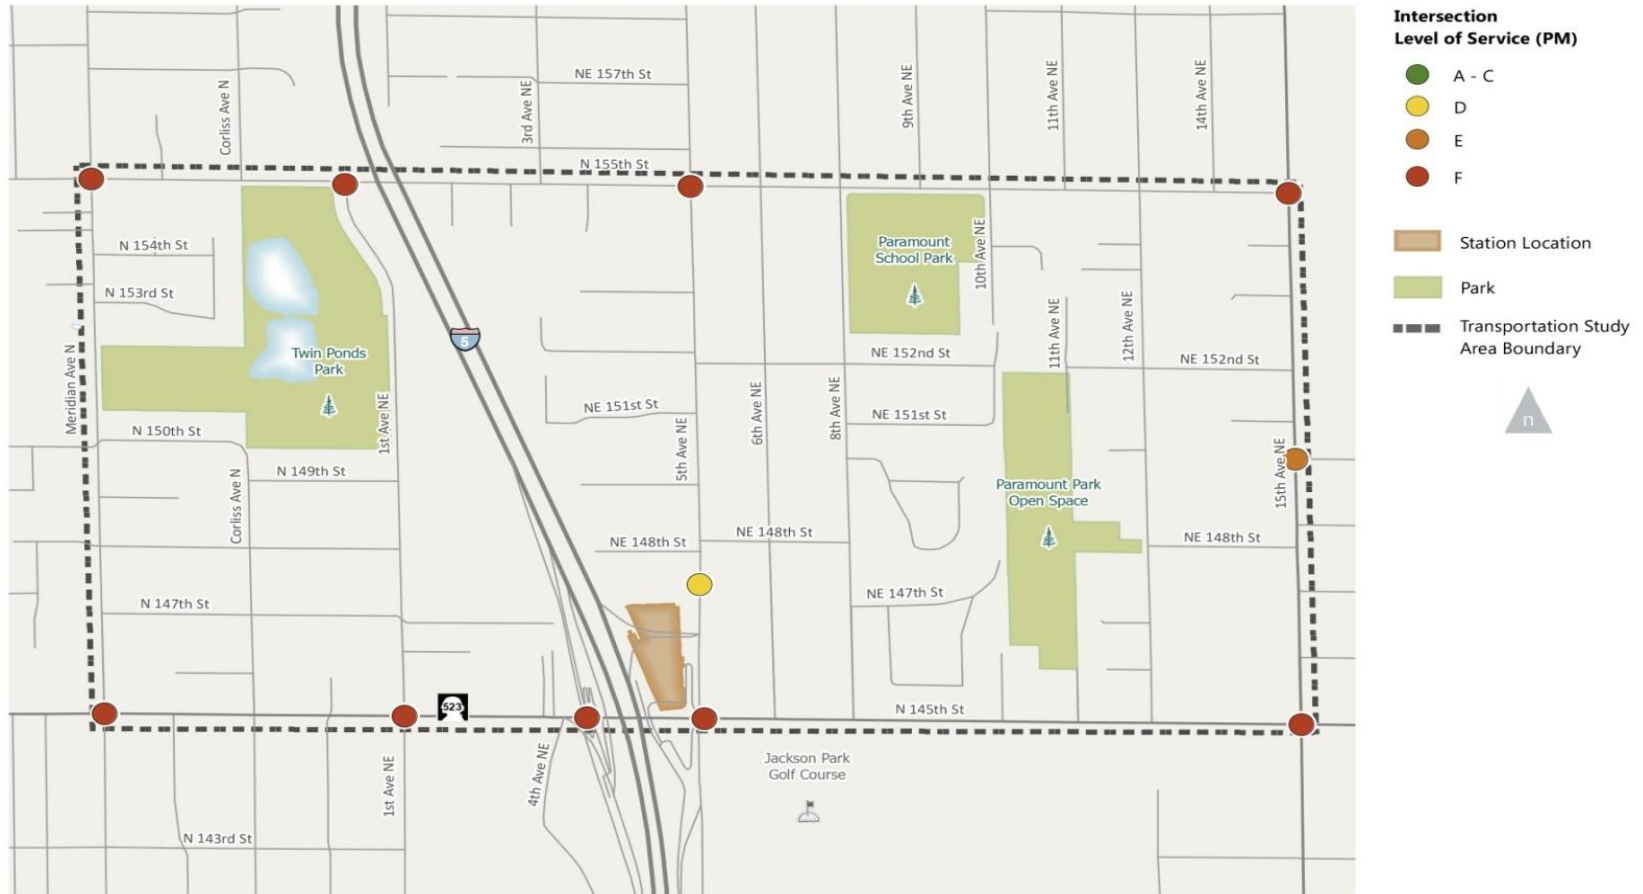 Intersection
Level of Service (PM)
A - C
D
E
F
Station Location
Park
Transportation Study
Area Boundary
n
NE 157th St
Corliss Ave N
3rd Ave NE
9th Ave NE
11th Ave NE
14th Ave NE
N 155th St
N 154th St
N 153rd St
Paramount
School Park
10th Ave NE
5
Twin Ponds
Park
Meridian Ave N
1st Ave NE
NE 152nd St
11th Ave NE
12th Ave NE
NE 152nd St
NE 151st St
6th Ave NE
8th Ave NE
NE 151st St
N 150th St
5th Ave NE
N 149th St
Corliss Ave N
15th Ave NE
Paramount Park
Open Space
NE 148th St
NE 148th St
NE 148th St
N 147th St
NE 147th St
523
N 145th St
1st Ave NE
4th Ave NE
Jackson Park
Golf Course
N 143rd St